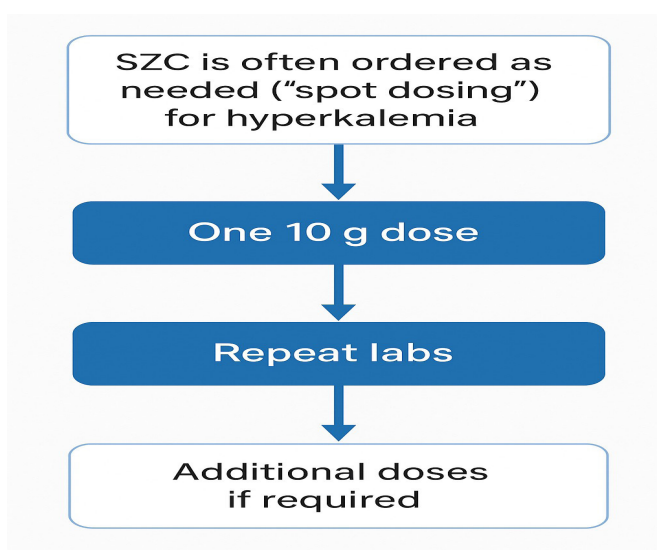 SZC is often ordered as
needed (“spot dosing”)
for hyperkalemia
One 10 g dose
Repeat labs
Additional doses
if required